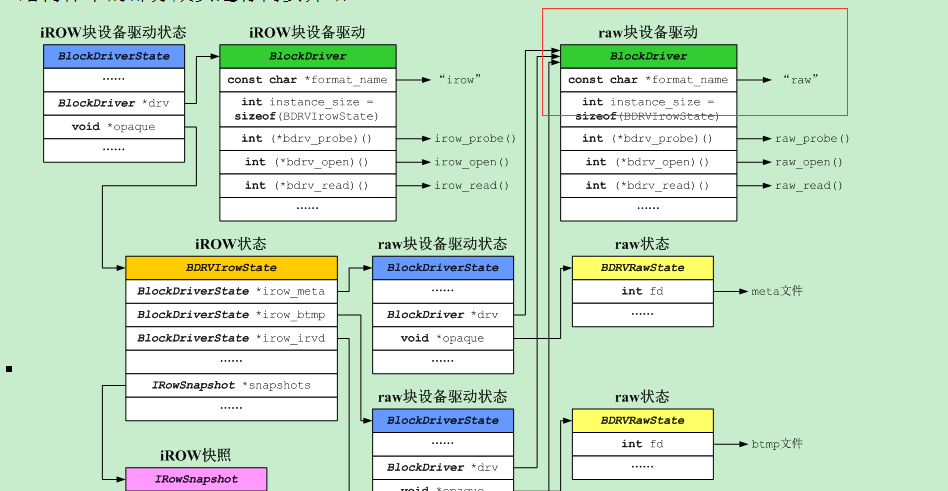 iROW块设备驱动状态
BlockDriverState
……
BlockDriver *drv
void *opaque
……
iROW块设备驱动
BlockDriver
const char *format_name
“irow”
int instance_size =
sizeof(BDRVIrowState)
int (*bdrv_probe)()
irow_probe()
int (*bdrv_open)()
irow_open()
int (*bdrv_read)()
irow_read()
……
raw块设备驱动
BlockDriver
const char *format_name
“raw”
int instance_size =
sizeof(BDRVIrowState)
int (*bdrv_probe)()
raw_probe()
int (*bdrv_open)()
raw_open()
int (*bdrv_read)()
raw_read()
……
iROW状态
BDRVIrowState
BlockDriverState *irow_meta
BlockDriverState *irow_btmp
BlockDriverState *irow_irvd
……
IRowSnapshot *snapshots
……
raw块设备驱动状态
BlockDriverState
……
BlockDriver *drv
void *opaque
raw状态
BDRVRawState
int fd
meta文件
……
raw块设备驱动状态
BlockDriverState
……
BlockDriver *drv
void *opaque
raw状态
BDRVRawState
int fd
btmp文件
……
iROW快照
IRowSnapshot